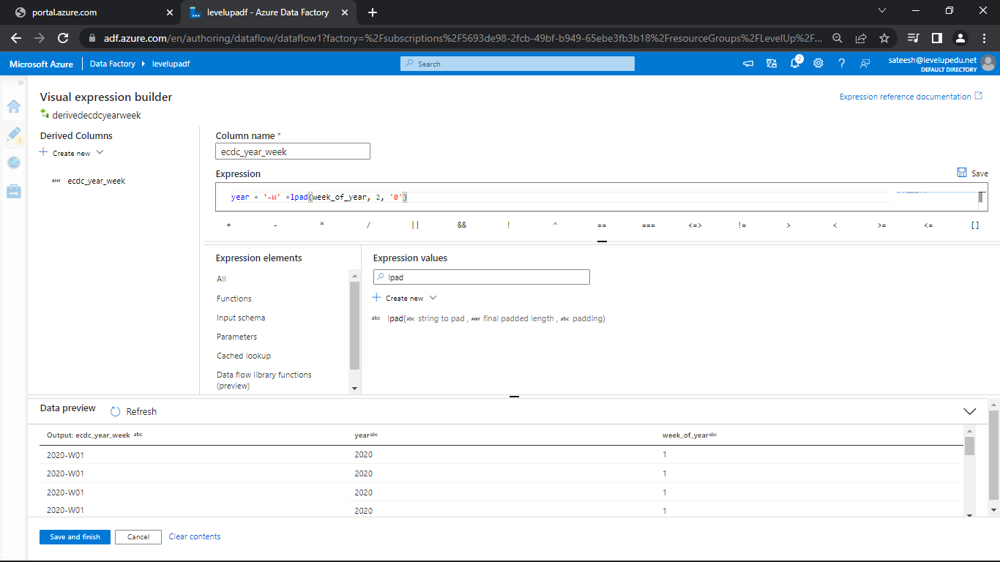 portal.azure.com
levelupadf - Azure Data Factory
adf.azure.com/en/authoring/dataflow/dataflow1?factory=%2Fsubscriptions%2F5693de98-2fcb-49bf-b949-65ebe3fb3b18%2FresourceGroups%2FLevelUp%2F...
Microsoft Azure
Data Factory
levelupadf
Search
2
sateesh@levelupedu.net
DEFAULT DIRECTORY
Visual expression builder
Expression reference documentation
derivedecdcyearweek
Derived Columns
Create new
ANY ecdc_year_week
Column name *
ecdc_year_week
Expression
Save
year + '-W' +lpad(week_of_year, 2, '0')
+ - * / || && ! ^ == === <=> != > < >= <= []
Expression elements
All
Functions
Input schema
Parameters
Cached lookup
Data flow library functions
(preview)
Expression values
lpad
Create new
abc lpad(abc string to pad , ANY final padded length , abc padding)
Data preview
Refresh
Output: ecdc_year_week abc year abc week_of_year abc
2020-W01 2020 1
2020-W01 2020 1
2020-W01 2020 1
2020-W01 2020 1
Save and finish
Cancel
Clear contents